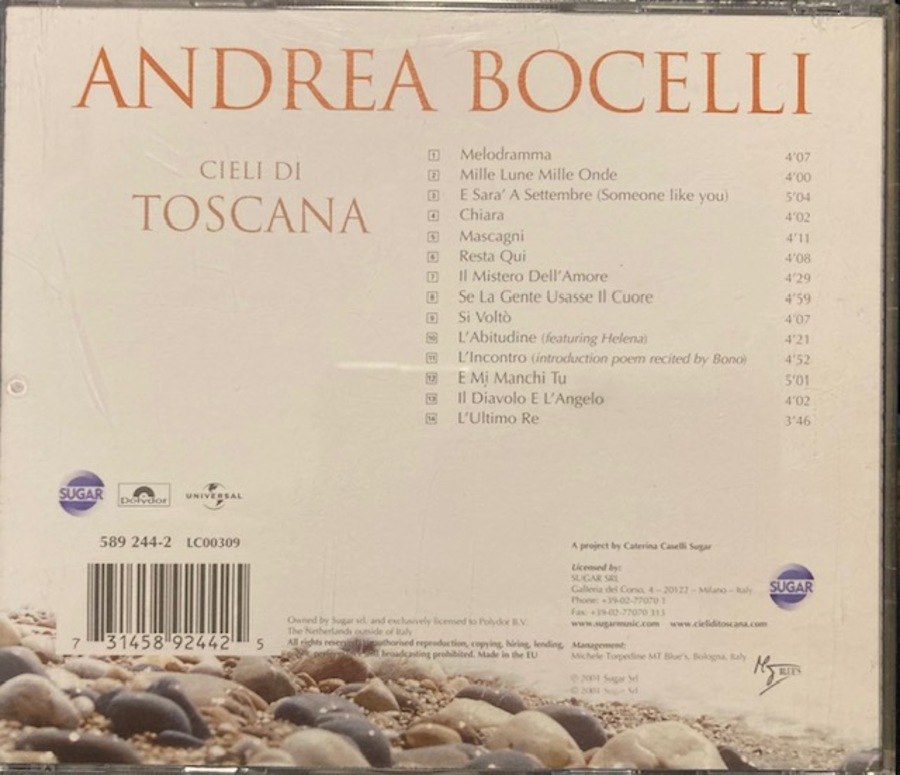 ANDREA BOCELLI
CIELI DI
TOSCANA
1 Melodramma 4'07
2 Mille Lune Mille Onde 4'00
3 E Sara' A Settembre (Someone like you) 5'04
4 Chiara 4'02
5 Mascagni 4'11
6 Resta Qui 4'08
7 Il Mistero Dell'Amore 4'29
8 Se La Gente Usasse Il Cuore 4'59
9 Si Voltò 4'07
10 L'Abitudine (featuring Helena) 4'21
11 L'Incontro (introduction poem recited by Bono) 4'52
12 E Mi Manchi Tu 5'01
13 Il Diavolo E L'Angelo 4'02
14 L'Ultimo Re 3'46
SUGAR Polydor UNIVERSAL
589 244-2 LC00309
7 31458 92442 5
Owned by Sugar srl. and exclusively licensed to Polydor B.V.
The Netherlands outside of Italy
All rights reserved. authorised reproduction, copying, hiring, lending,
broadcasting prohibited. Made in the EU
A project by Caterina Caselli Sugar
Licensed by:
SUGAR SRL
Galleria del Corso, 4 – 20122 – Milano – Italy
Phone: +39-02-77070 1
Fax: +39-02-77070 313
www.sugarmusic.com www.cieliditoscana.com
SUGAR
Management:
Michele Torpedine MT Blue's, Bologna, Italy
BLUE'S
℗ 2001 Sugar Srl
© 2001 Sugar Srl